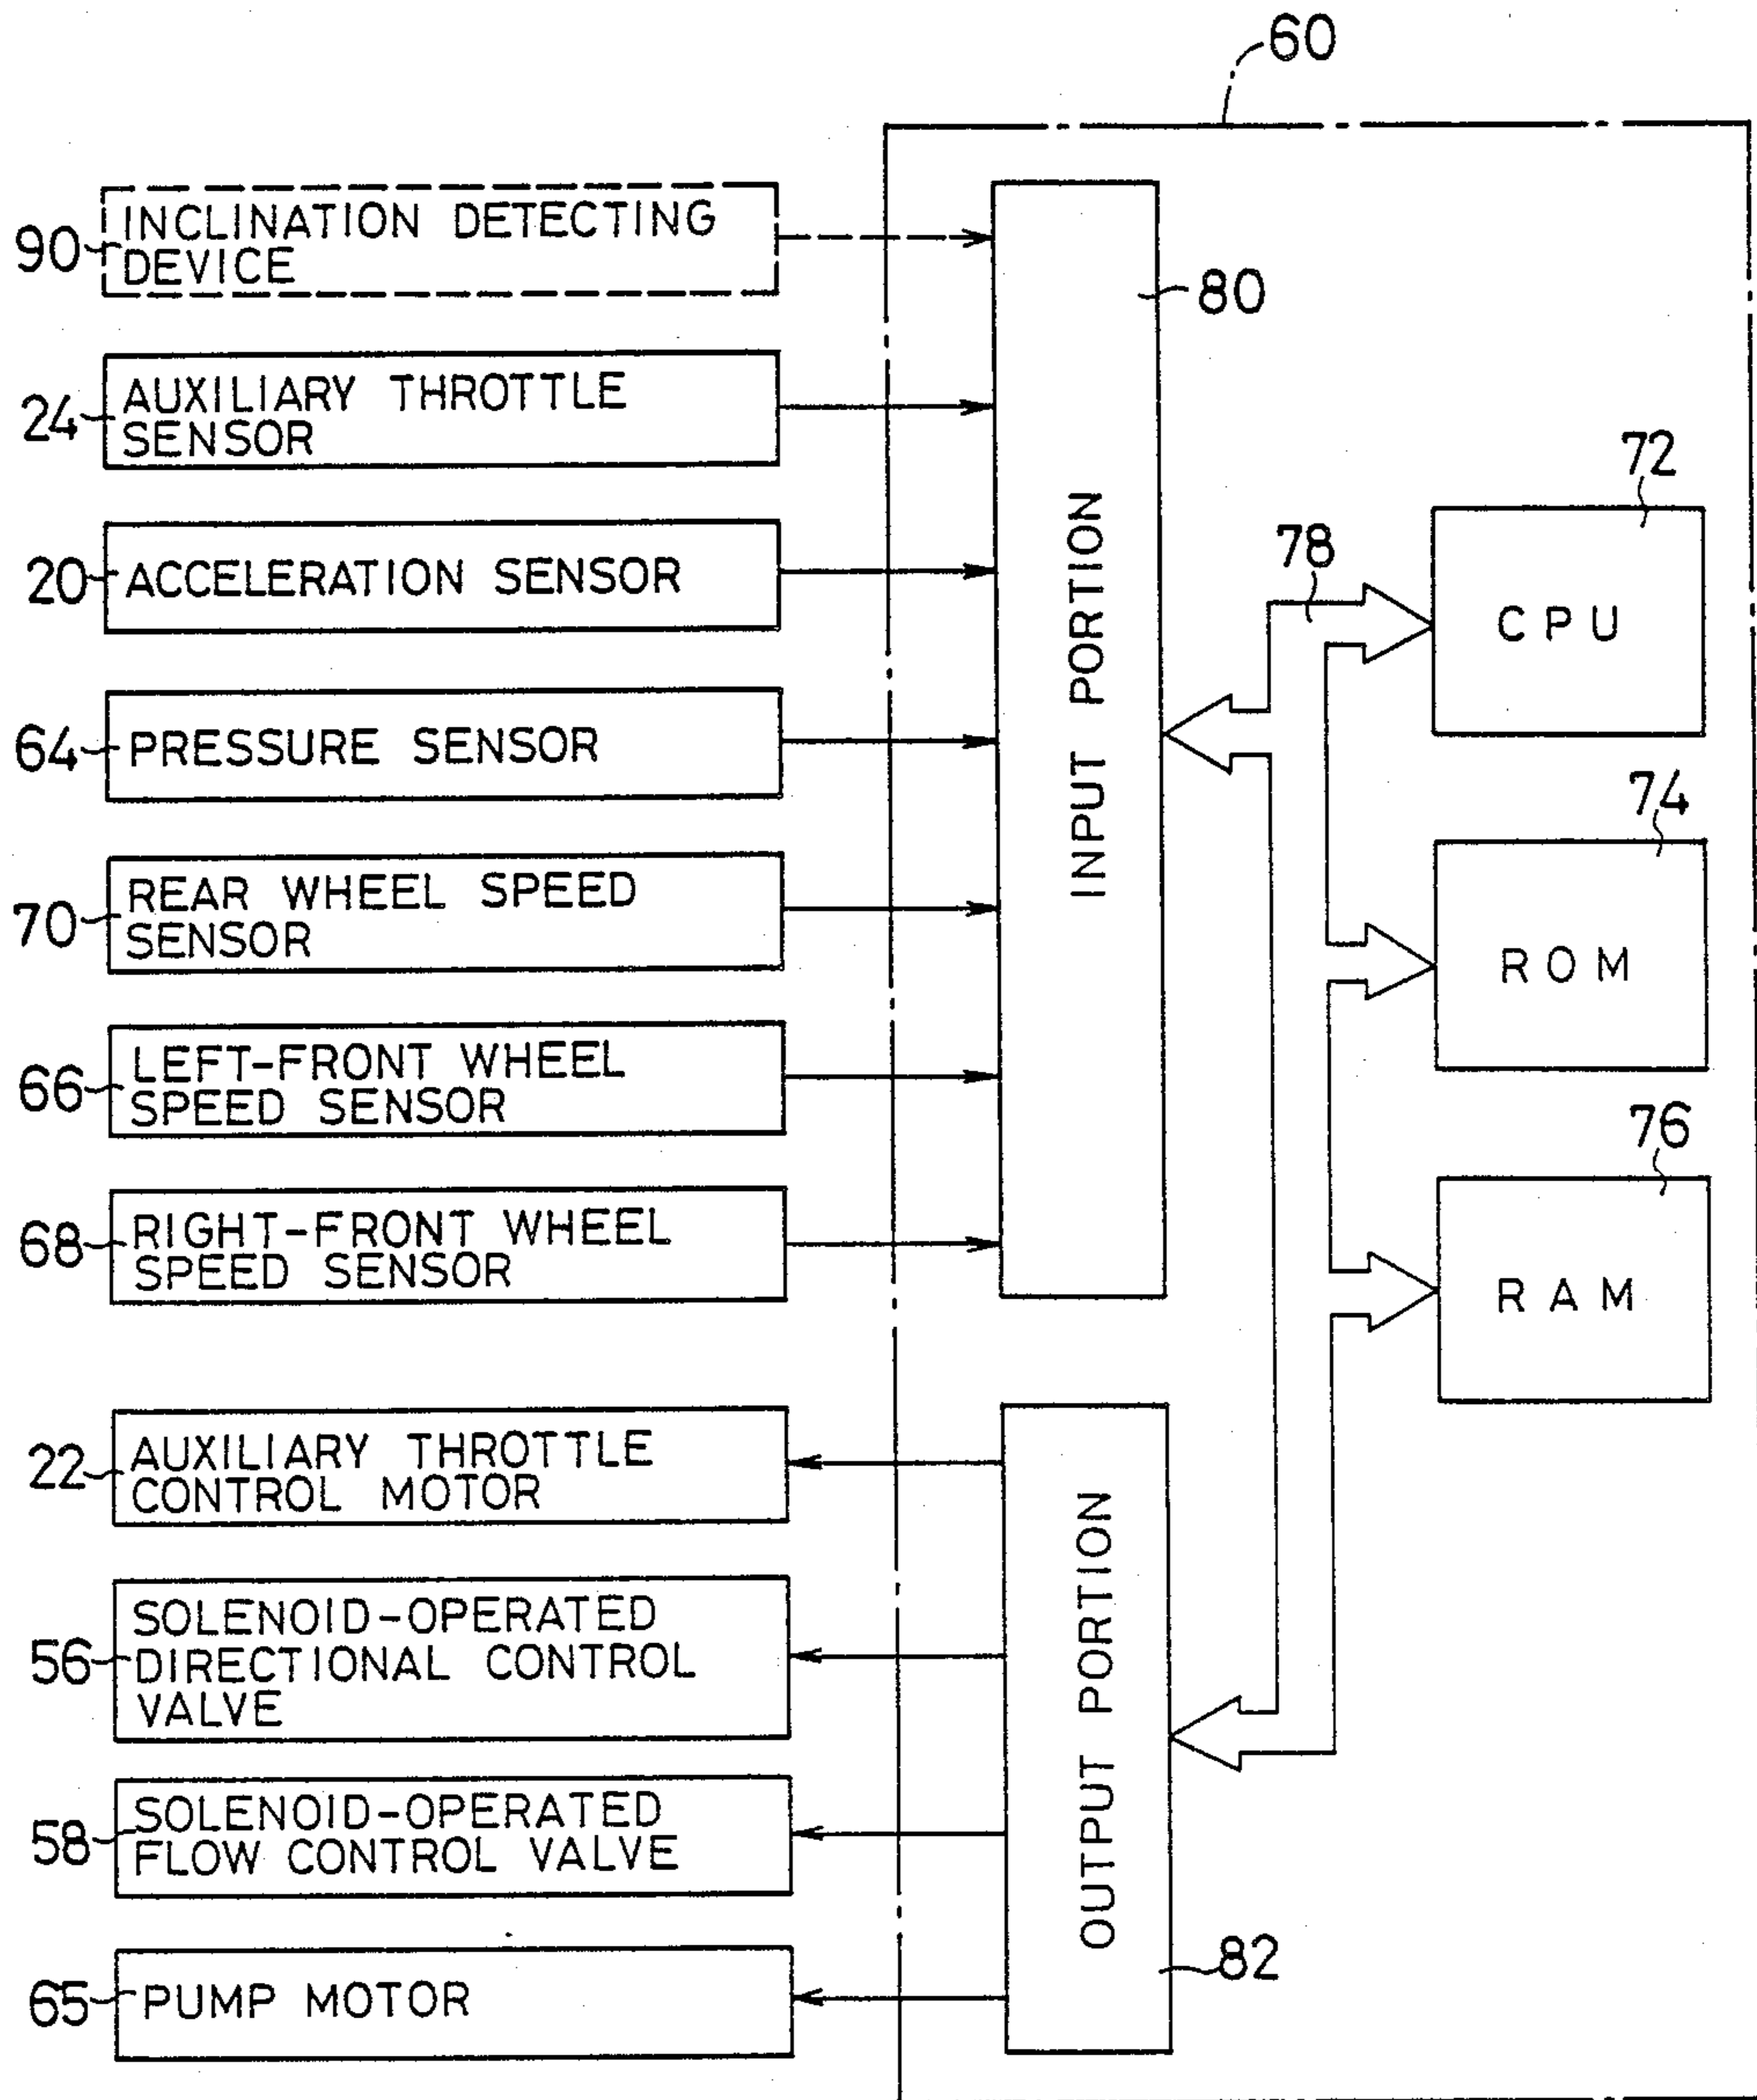 60
INCLINATION DETECTING
DEVICE
90
80
AUXILIARY THROTTLE
SENSOR
24
72
20
ACCELERATION SENSOR
78
CPU
INPUT PORTION
64
PRESSURE SENSOR
74
REAR WHEEL SPEED
SENSOR
70
ROM
LEFT-FRONT WHEEL
SPEED SENSOR
66
76
RIGHT-FRONT WHEEL
SPEED SENSOR
68
RAM
AUXILIARY THROTTLE
CONTROL MOTOR
22
SOLENOID-OPERATED
DIRECTIONAL CONTROL
VALVE
56
OUTPUT PORTION
SOLENOID-OPERATED
FLOW CONTROL VALVE
58
82
65
PUMP MOTOR